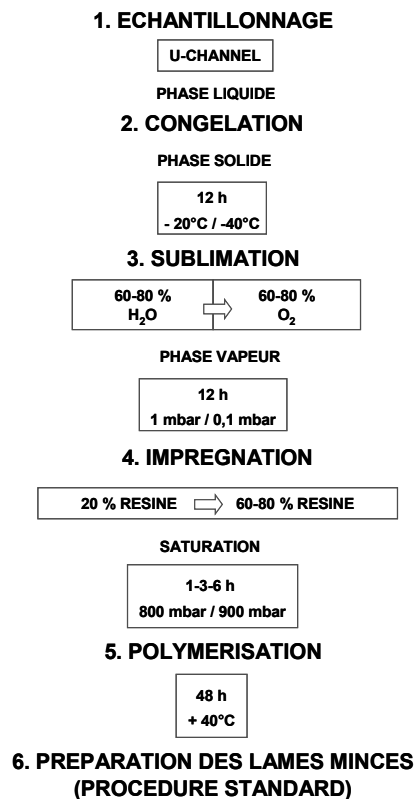 1. ECHANTILLONNAGE
U-CHANNEL
PHASE LIQUIDE
2. CONGELATION
PHASE SOLIDE
12 h
- 20°C / -40°C
3. SUBLIMATION
60-80 % 60-80 %
H₂O O₂
PHASE VAPEUR
12 h
1 mbar / 0,1 mbar
4. IMPREGNATION
20 % RESINE 60-80 % RESINE
SATURATION
1-3-6 h
800 mbar / 900 mbar
5. POLYMERISATION
48 h
+ 40°C
6. PREPARATION DES LAMES MINCES
(PROCEDURE STANDARD)